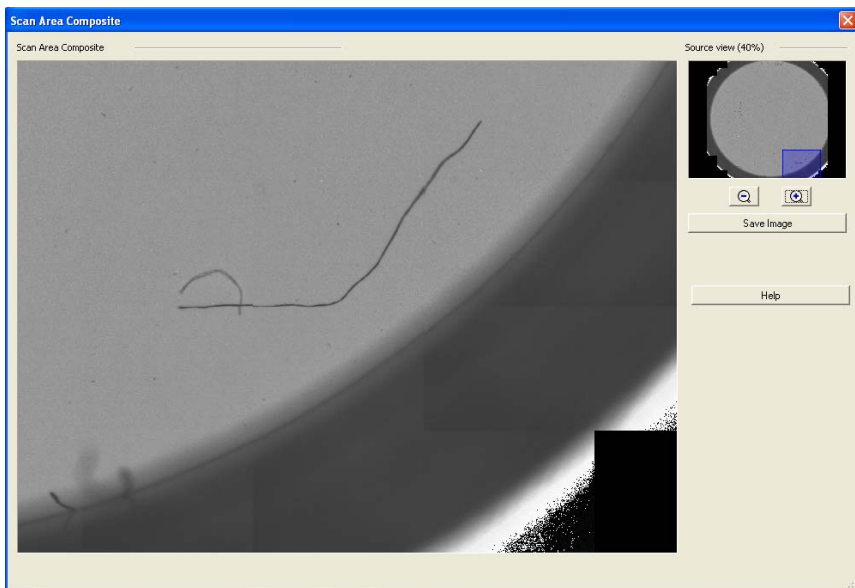 Scan Area Composite
Scan Area Composite
Source view (40%)
Save Image
Help